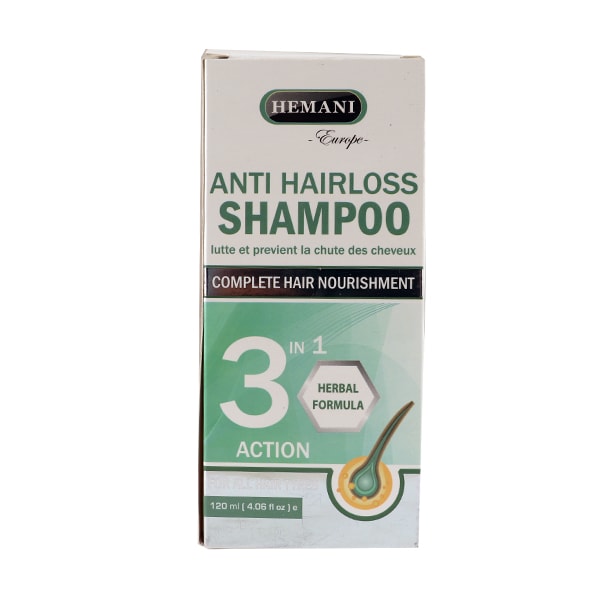 HEMANI
- Europe -
ANTI HAIRLOSS
SHAMPOO
lutte et previent la chute des cheveux
COMPLETE HAIR NOURISHMENT
3 IN 1
HERBAL
FORMULA
ACTION
120 ml ( 4.06 fl oz ) e